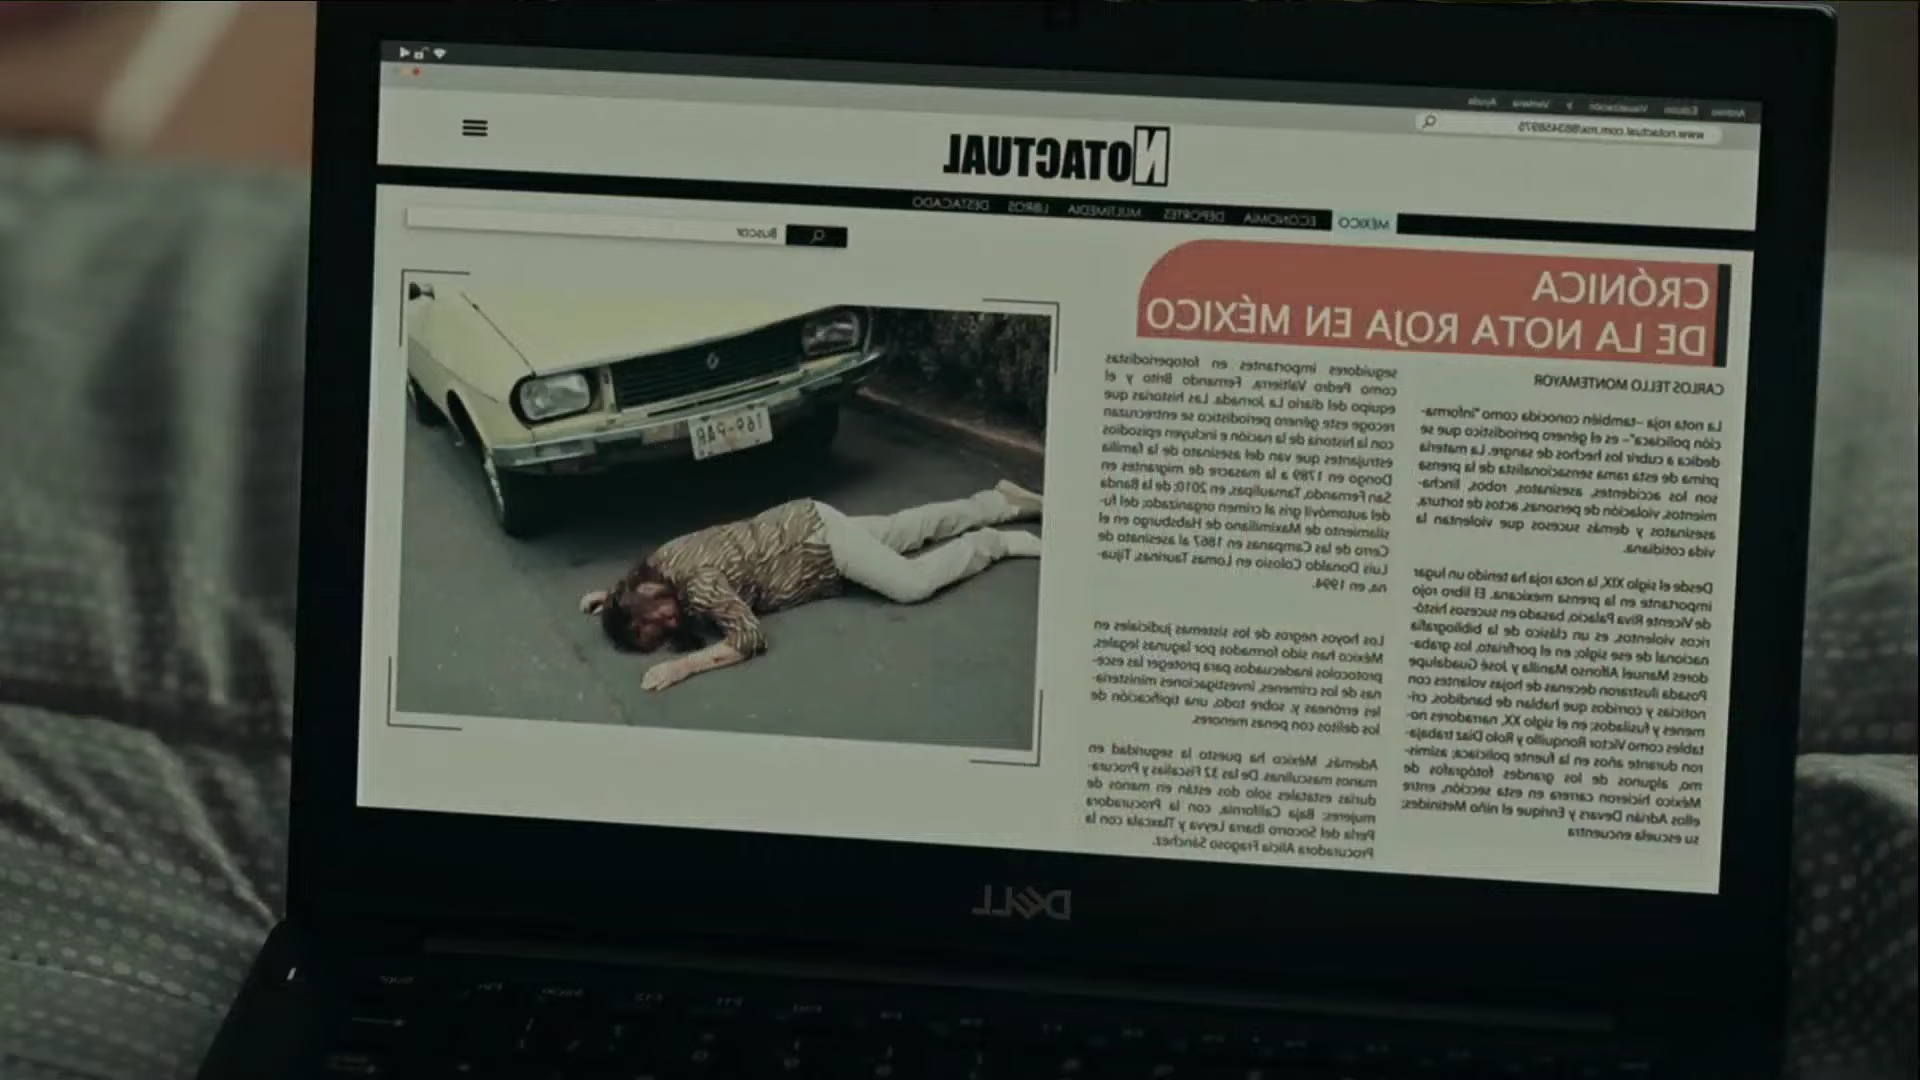 Archivo Edición Visualización y Ventana Ayuda
www.notactual.com.mx/863458975
NOTACTUAL
MÉXICO ECONOMÍA DEPORTES MULTIMEDIA LIBROS DESTACADO
Buscar
CRÓNICA
DE LA NOTA ROJA EN MÉXICO
CARLOS TELLO MONTEMAYOR
La nota roja –también conocida como "informa-
ción policiaca"– es el género periodístico que se
dedica a cubrir los hechos de sangre. La materia
prima de esta rama sensacionalista de la prensa
son los accidentes, asesinatos, robos, lincha-
mientos, violación de personas, actos de tortura,
asesinatos y demás sucesos que violentan la
vida cotidiana.
Desde el siglo XIX, la nota roja ha tenido un lugar
importante en la prensa mexicana. El libro rojo
de Vicente Riva Palacio, basado en sucesos histó-
ricos violentos, es un clásico de la bibliografía
nacional de ese siglo; en el porfiriato, los graba-
dores Manuel Alfonso Manilla y José Guadalupe
Posada ilustraron decenas de hojas volantes con
noticias y corridos que hablan de bandidos, crí-
menes y fusilados; en el siglo XX, narradores no-
tables como Víctor Ronquillo y Rolo Díaz trabaja-
ron durante años en la fuente policíaca; asimis-
mo, algunos de los grandes fotógrafos de
México hicieron carrera en esta sección, entre
ellos Adrián Devars y Enrique el niño Metinides;
su escuela encuentra
seguidores importantes en fotoperiodistas
como Pedro Valtierra, Fernando Brito y el
equipo del diario La Jornada. Las historias que
recoge este género periodístico se entrecruzan
con la historia de la nación e incluyen episodios
estrujantes que van del asesinato de la familia
Dongo en 1789 a la masacre de migrantes en
San Fernando, Tamaulipas, en 2010; de la Banda
del automóvil gris al crimen organizado; del fu-
silamiento de Maximiliano de Habsburgo en el
Cerro de las Campanas en 1867 al asesinato de
Luis Donaldo Colosio en Lomas Taurinas, Tijua-
na, en 1994.
Los hoyos negros de los sistemas judiciales en
México han sido formados por lagunas legales,
protocolos inadecuados para proteger las esce-
nas de los crímenes, investigaciones ministeria-
les erróneas y, sobre todo, una tipificación de
los delitos con penas menores.
Además, México ha puesto la seguridad en
manos masculinas. De las 32 Fiscalías y Procura-
durías estatales solo dos están en manos de
mujeres: Baja California, con la Procuradora
Perla del Socorro Ibarra Leyva y Tlaxcala con la
Procuradora Alicia Fragoso Sánchez.
DELL